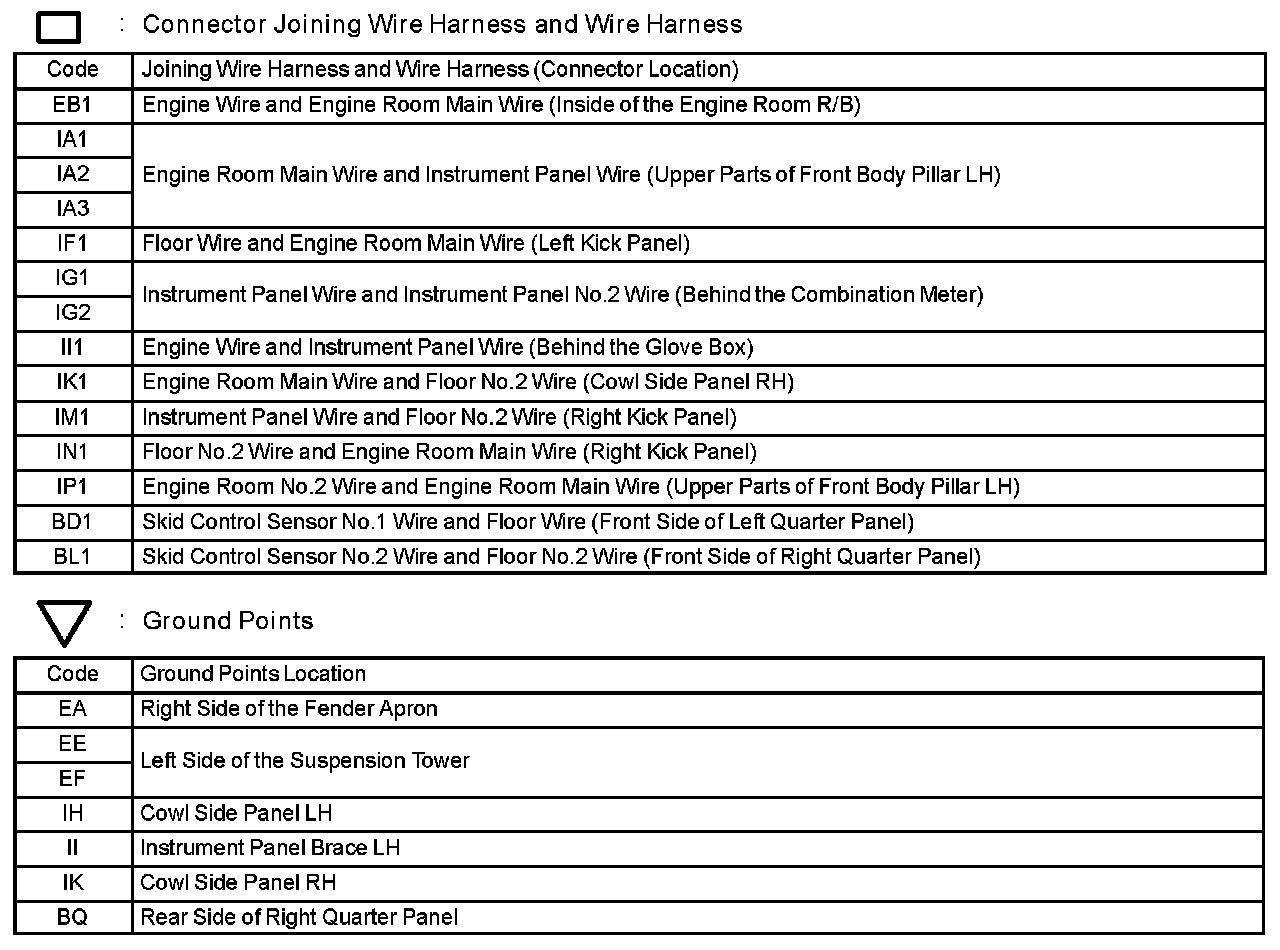 : Connector Joining Wire Harness and Wire Harness
Code Joining Wire Harness and Wire Harness (Connector Location)
EB1 Engine Wire and Engine Room Main Wire (Inside of the Engine Room R/B)
IA1
IA2 Engine Room Main Wire and Instrument Panel Wire (Upper Parts of Front Body Pillar LH)
IA3
IF1 Floor Wire and Engine Room Main Wire (Left Kick Panel)
IG1
Instrument Panel Wire and Instrument Panel No.2 Wire (Behind the Combination Meter)
IG2
II1 Engine Wire and Instrument Panel Wire (Behind the Glove Box)
IK1 Engine Room Main Wire and Floor No.2 Wire (Cowl Side Panel RH)
IM1 Instrument Panel Wire and Floor No.2 Wire (Right Kick Panel)
IN1 Floor No.2 Wire and Engine Room Main Wire (Right Kick Panel)
IP1 Engine Room No.2 Wire and Engine Room Main Wire (Upper Parts of Front Body Pillar LH)
BD1 Skid Control Sensor No.1 Wire and Floor Wire (Front Side of Left Quarter Panel)
BL1 Skid Control Sensor No.2 Wire and Floor No.2 Wire (Front Side of Right Quarter Panel)
: Ground Points
Code Ground Points Location
EA Right Side of the Fender Apron
EE
Left Side of the Suspension Tower
EF
IH Cowl Side Panel LH
II Instrument Panel Brace LH
IK Cowl Side Panel RH
BQ Rear Side of Right Quarter Panel